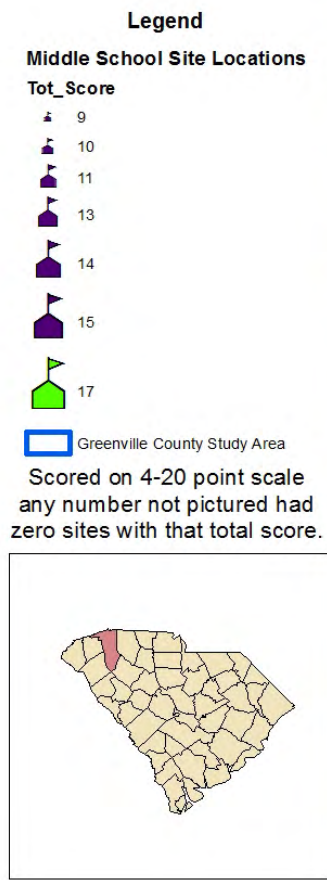 Legend
Middle School Site Locations
Tot_Score
9
10
11
13
14
15
17
Greenville County Study Area
Scored on 4-20 point scale
any number not pictured had
zero sites with that total score.